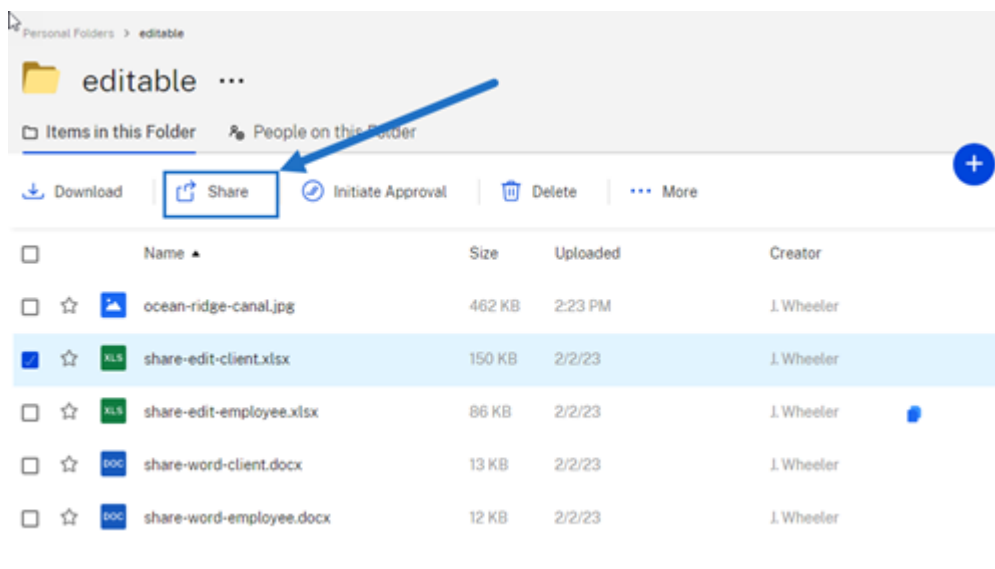 Personal Folders > editable
editable ...
Items in this Folder People on this Folder
Download Share Initiate Approval Delete ... More
Name Size Uploaded Creator
ocean-ridge-canal.jpg 462 KB 2:23 PM J. Wheeler
XLS share-edit-client.xlsx 150 KB 2/2/23 J. Wheeler
XLS share-edit-employee.xlsx 86 KB 2/2/23 J. Wheeler
DOC share-word-client.docx 13 KB 2/2/23 J. Wheeler
DOC share-word-employee.docx 12 KB 2/2/23 J. Wheeler